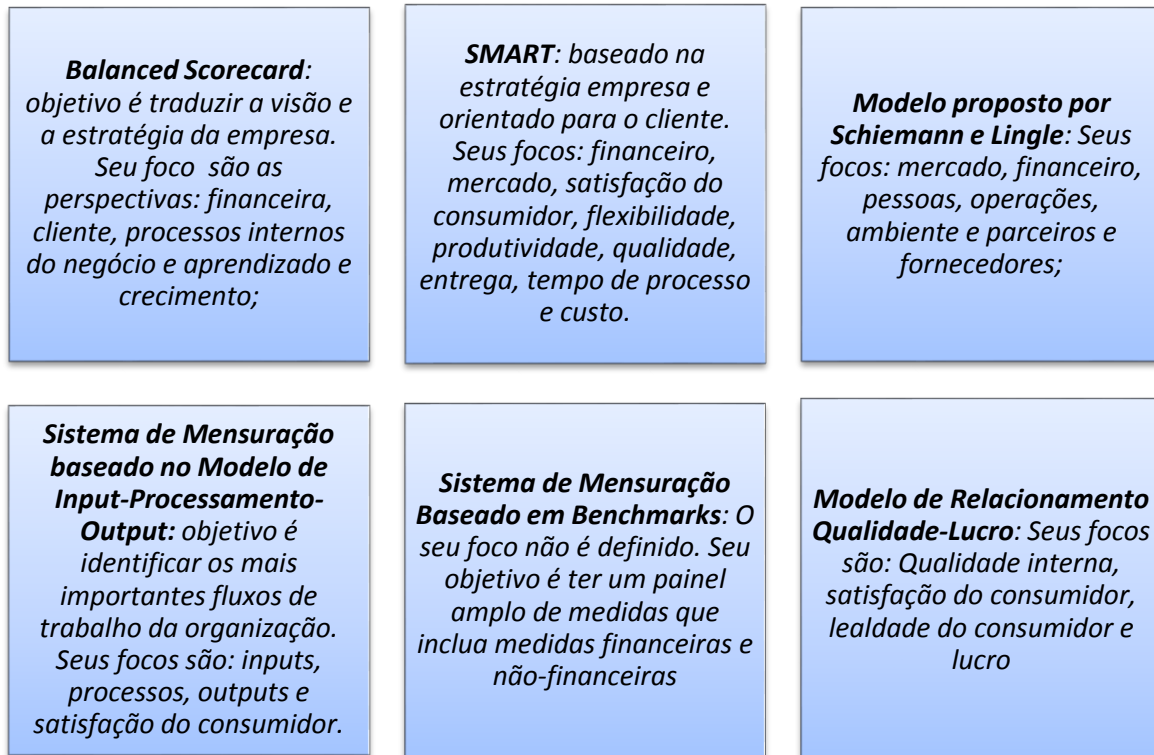 Balanced Scorecard:
objetivo é traduzir a visão e
a estratégia da empresa.
Seu foco são as
perspectivas: financeira,
cliente, processos internos
do negócio e aprendizado e
crecimento;
SMART: baseado na
estratégia empresa e
orientado para o cliente.
Seus focos: financeiro,
mercado, satisfação do
consumidor, flexibilidade,
produtividade, qualidade,
entrega, tempo de processo
e custo.
Modelo proposto por
Schiemann e Lingle: Seus
focos: mercado, financeiro,
pessoas, operações,
ambiente e parceiros e
fornecedores;
Sistema de Mensuração
baseado no Modelo de
Input-Processamento-
Output: objetivo é
identificar os mais
importantes fluxos de
trabalho da organização.
Seus focos são: inputs,
processos, outputs e
satisfação do consumidor.
Sistema de Mensuração
Baseado em Benchmarks: O
seu foco não é definido. Seu
objetivo é ter um painel
amplo de medidas que
inclua medidas financeiras e
não-financeiras
Modelo de Relacionamento
Qualidade-Lucro: Seus focos
são: Qualidade interna,
satisfação do consumidor,
lealdade do consumidor e
lucro